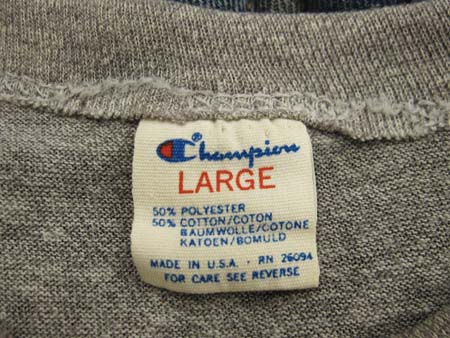 Champion®
LARGE
50% POLYESTER
50% COTTON/COTON
BAUMWOLLE/COTONE
KATOEN/BOMULD
MADE IN U.S.A. · RN 26094
FOR CARE SEE REVERSE